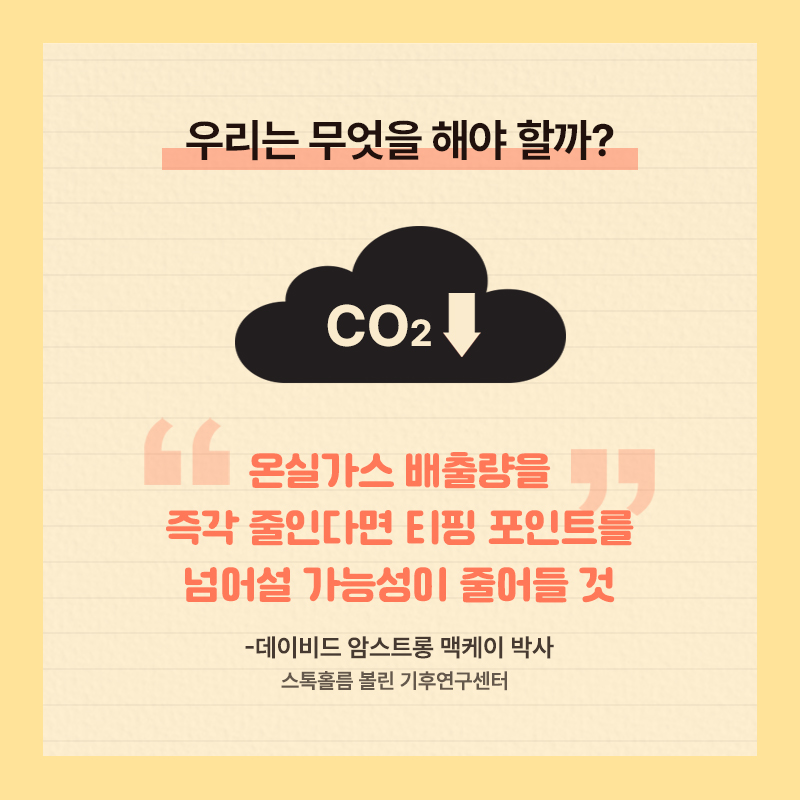 우리는 무엇을 해야 할까?
CO₂
“온실가스 배출량을”
즉각 줄인다면 티핑 포인트를
넘어설 가능성이 줄어들 것
-데이비드 암스트롱 맥케이 박사
스톡홀름 볼린 기후연구센터